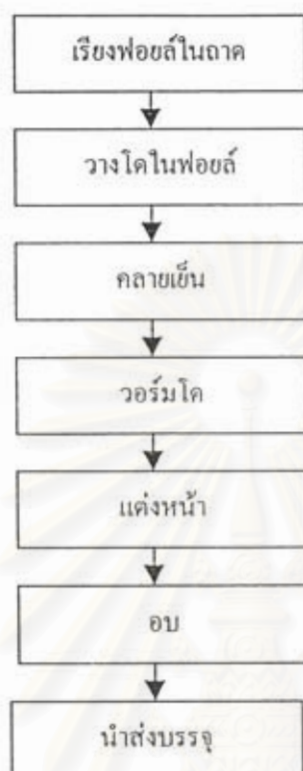 เรียงฟอยล์ในถาด
วางโดในฟอยล์
คลายเย็น
วอร์มโด
แต่งหน้า
อบ
นำส่งบรรจุ